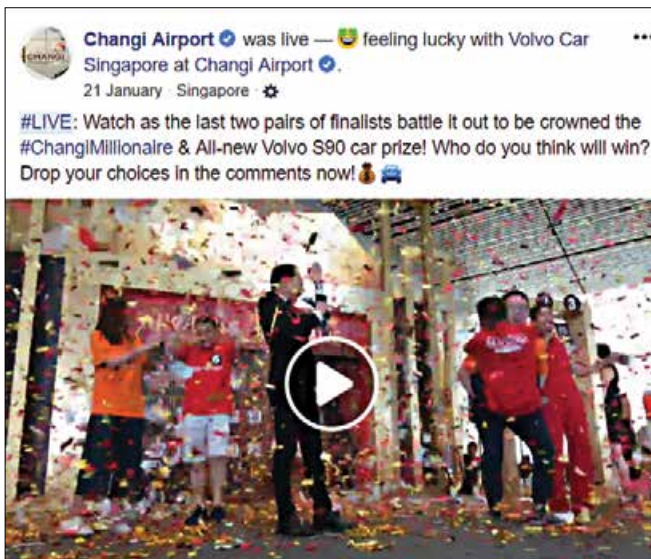 CHANGI
Changi Airport was live — feeling lucky with Volvo Car
Singapore at Changi Airport.
21 January · Singapore ·
#LIVE: Watch as the last two pairs of finalists battle it out to be crowned the
#ChangiMillionaire & All-new Volvo S90 car prize! Who do you think will win?
Drop your choices in the comments now!